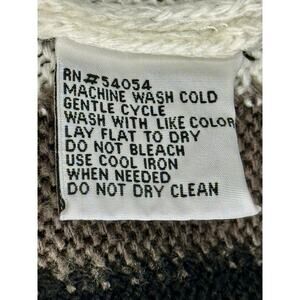 RN#54054
MACHINE WASH COLD
GENTLE CYCLE
WASH WITH LIKE COLOR
LAY FLAT TO DRY
DO NOT BLEACH
USE COOL IRON
WHEN NEEDED
DO NOT DRY CLEAN